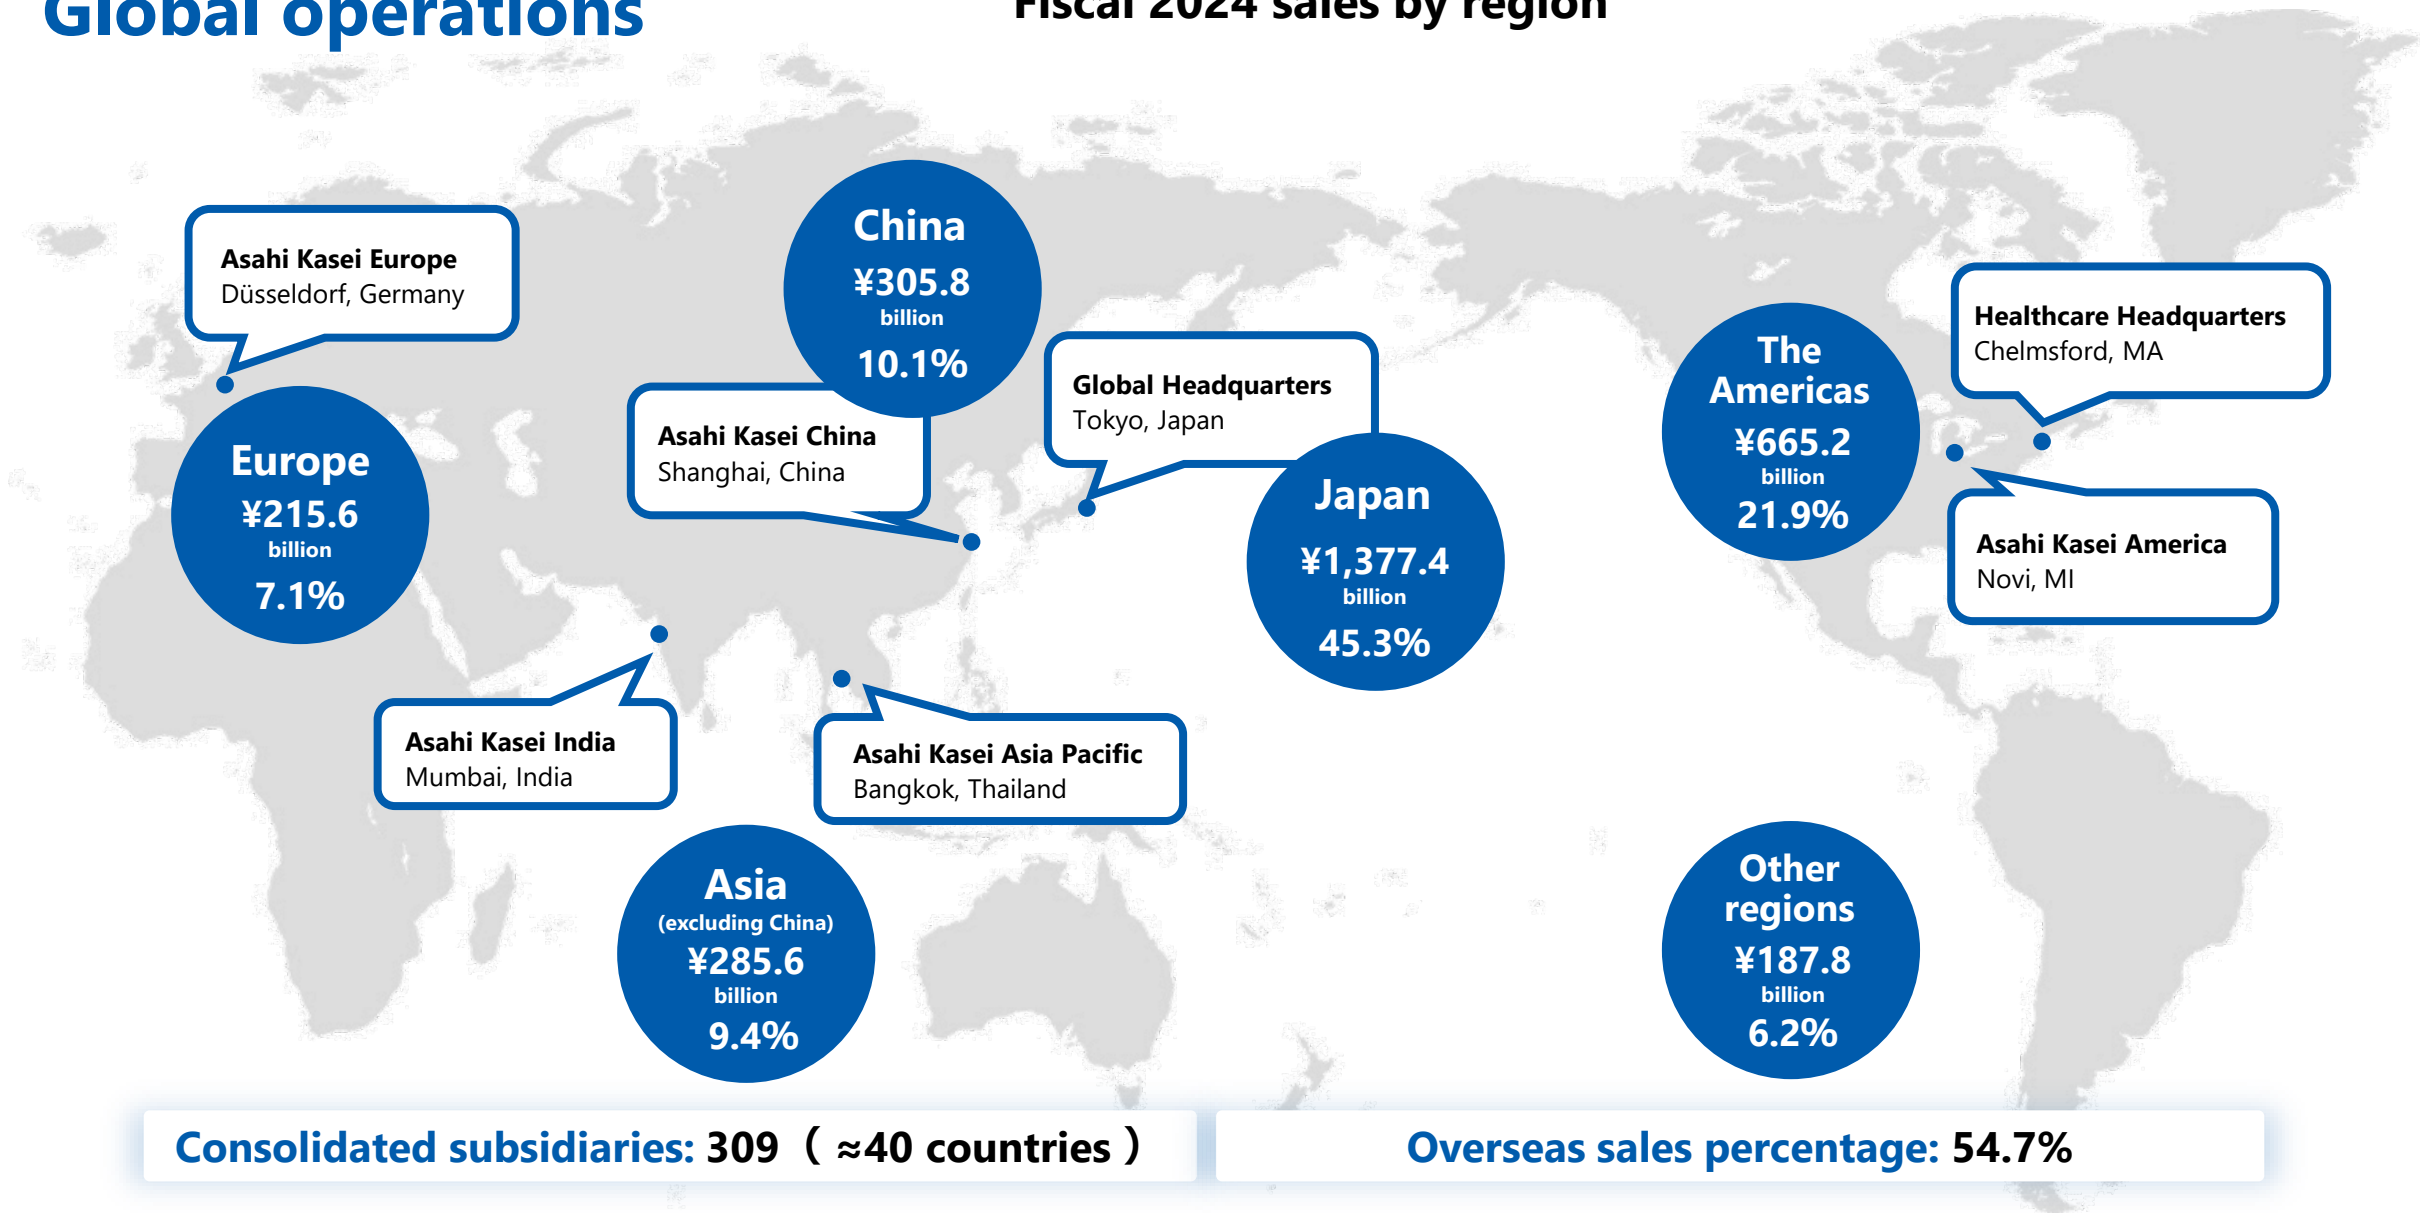 Global operations
Fiscal 2024 sales by region
Asahi Kasei Europe
Düsseldorf, Germany
Europe
¥215.6
billion
7.1%
China
¥305.8
billion
10.1%
Asahi Kasei China
Shanghai, China
Global Headquarters
Tokyo, Japan
Japan
¥1,377.4
billion
45.3%
The
Americas
¥665.2
billion
21.9%
Healthcare Headquarters
Chelmsford, MA
Asahi Kasei America
Novi, MI
Asahi Kasei India
Mumbai, India
Asahi Kasei Asia Pacific
Bangkok, Thailand
Asia
(excluding China)
¥285.6
billion
9.4%
Other
regions
¥187.8
billion
6.2%
Consolidated subsidiaries: 309（≈40 countries）
Overseas sales percentage: 54.7%